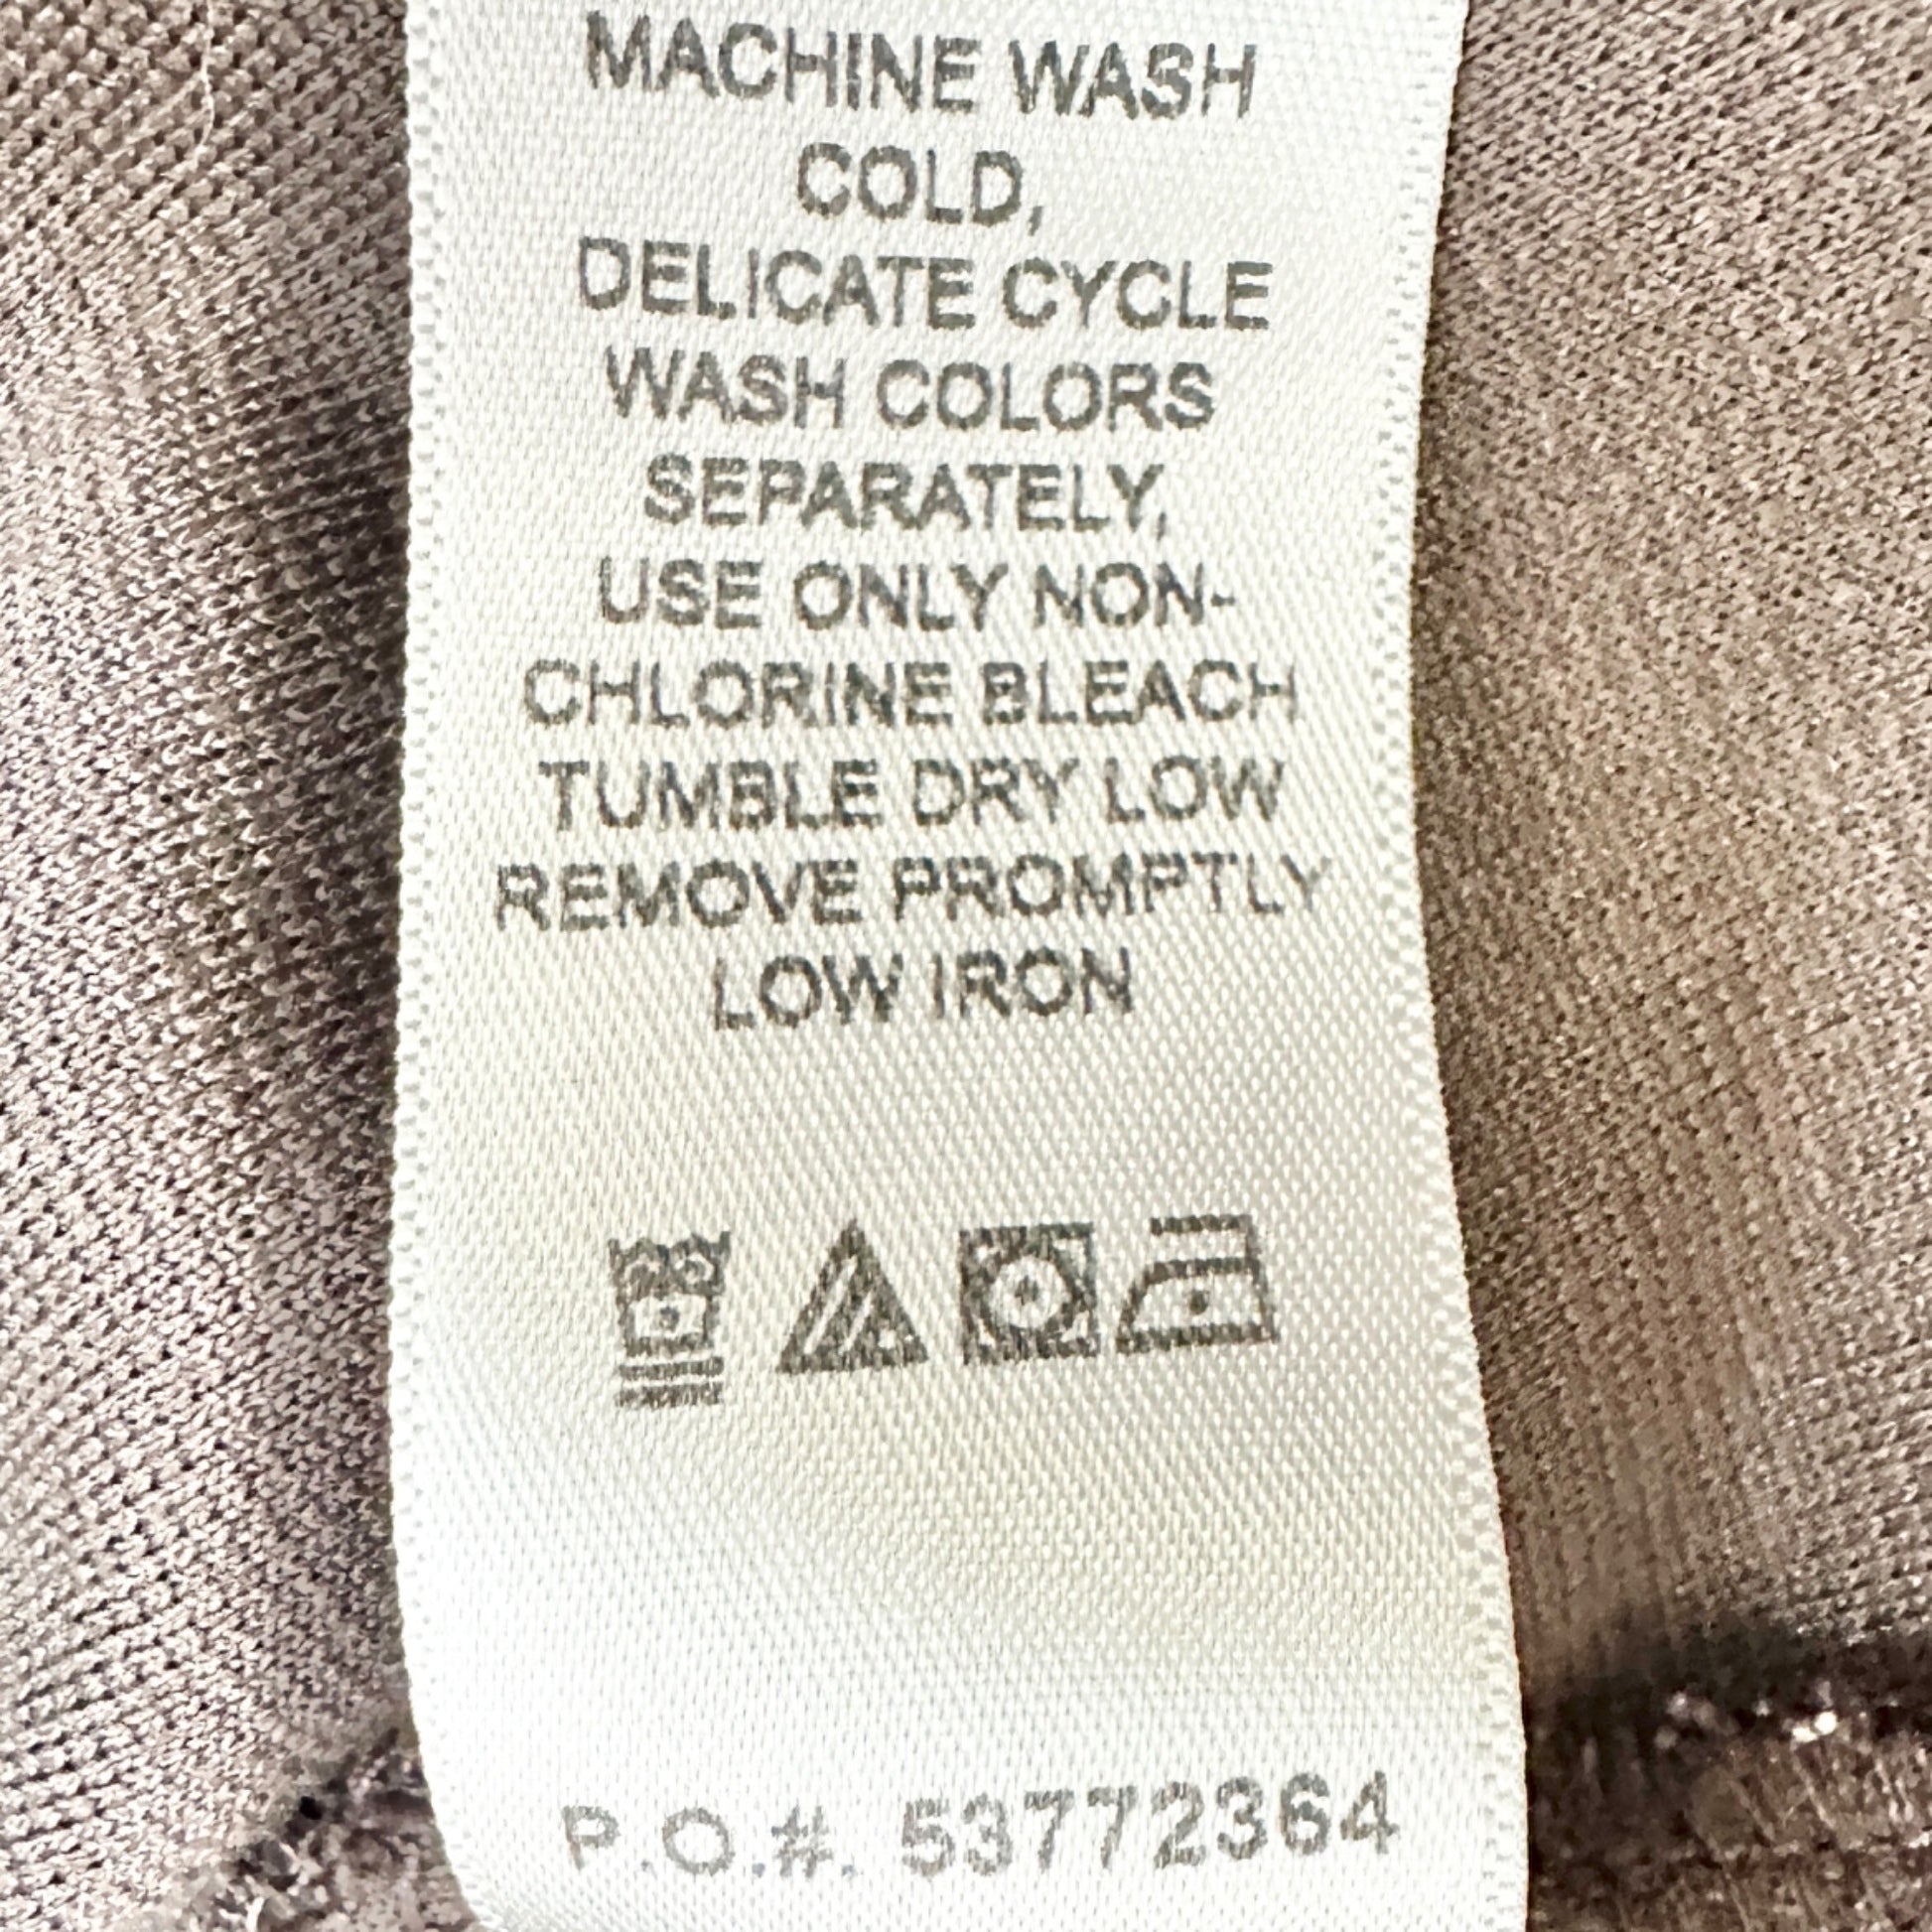 MACHINE WASH
COLD,
DELICATE CYCLE
WASH COLORS
SEPARATELY,
USE ONLY NON-
CHLORINE BLEACH
TUMBLE DRY LOW
REMOVE PROMPTLY
LOW IRON
P.O.#. 53772364